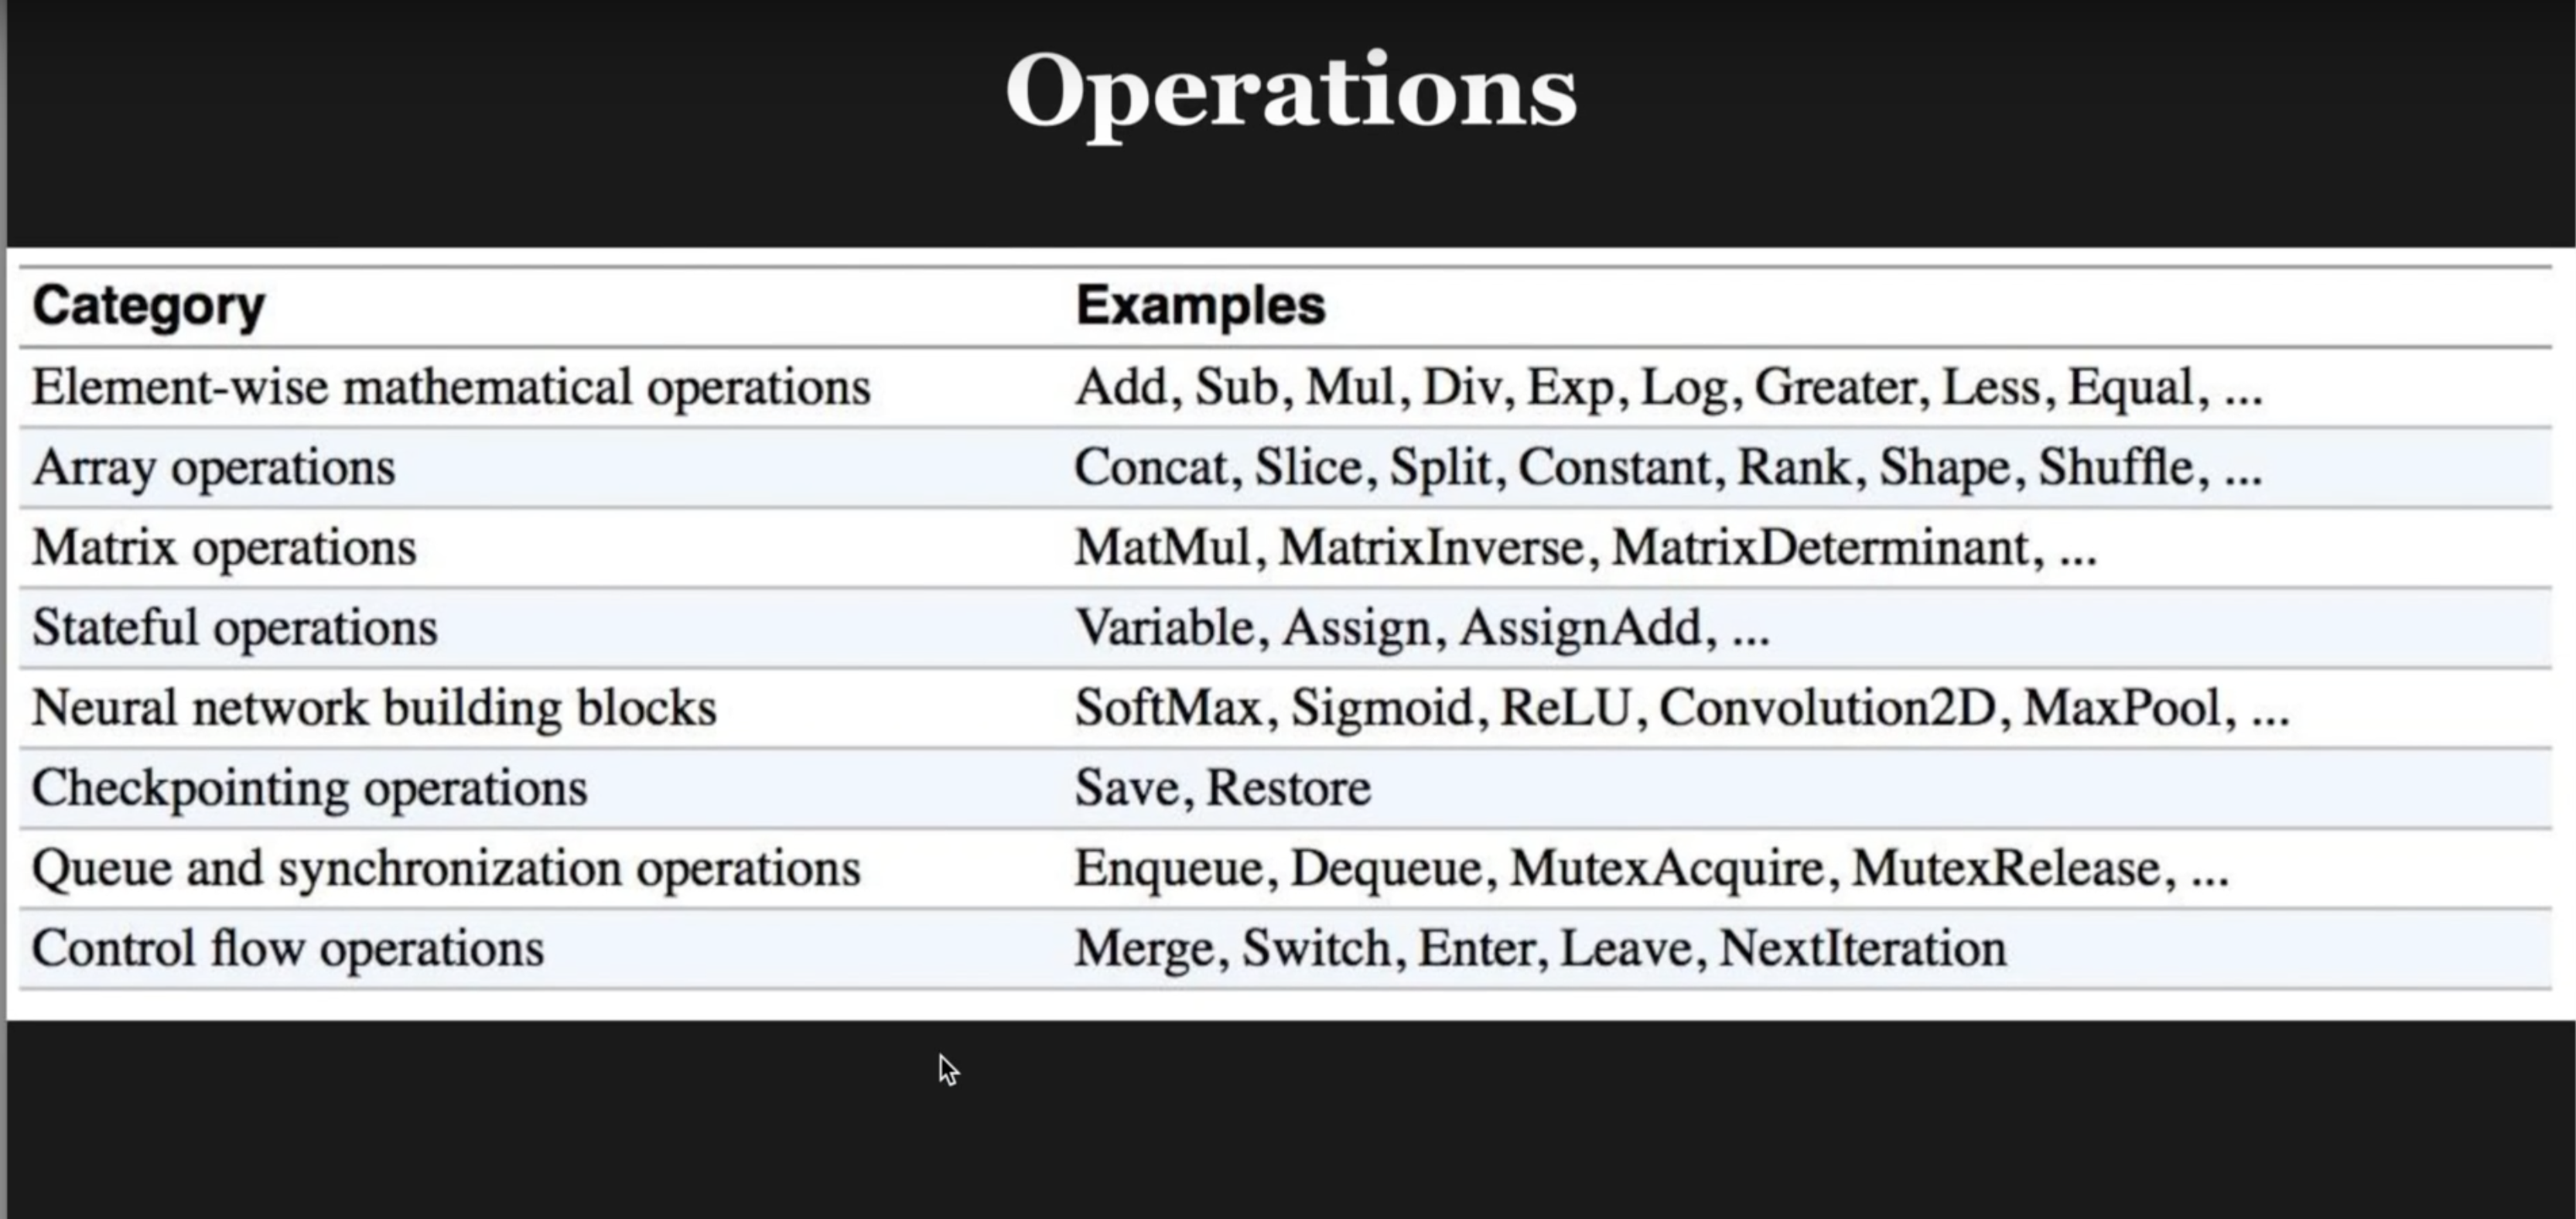 Operations
Category Examples
Element-wise mathematical operations Add, Sub, Mul, Div, Exp, Log, Greater, Less, Equal, ...
Array operations Concat, Slice, Split, Constant, Rank, Shape, Shuffle, ...
Matrix operations MatMul, MatrixInverse, MatrixDeterminant, ...
Stateful operations Variable, Assign, AssignAdd, ...
Neural network building blocks SoftMax, Sigmoid, ReLU, Convolution2D, MaxPool, ...
Checkpointing operations Save, Restore
Queue and synchronization operations Enqueue, Dequeue, MutexAcquire, MutexRelease, ...
Control flow operations Merge, Switch, Enter, Leave, NextIteration